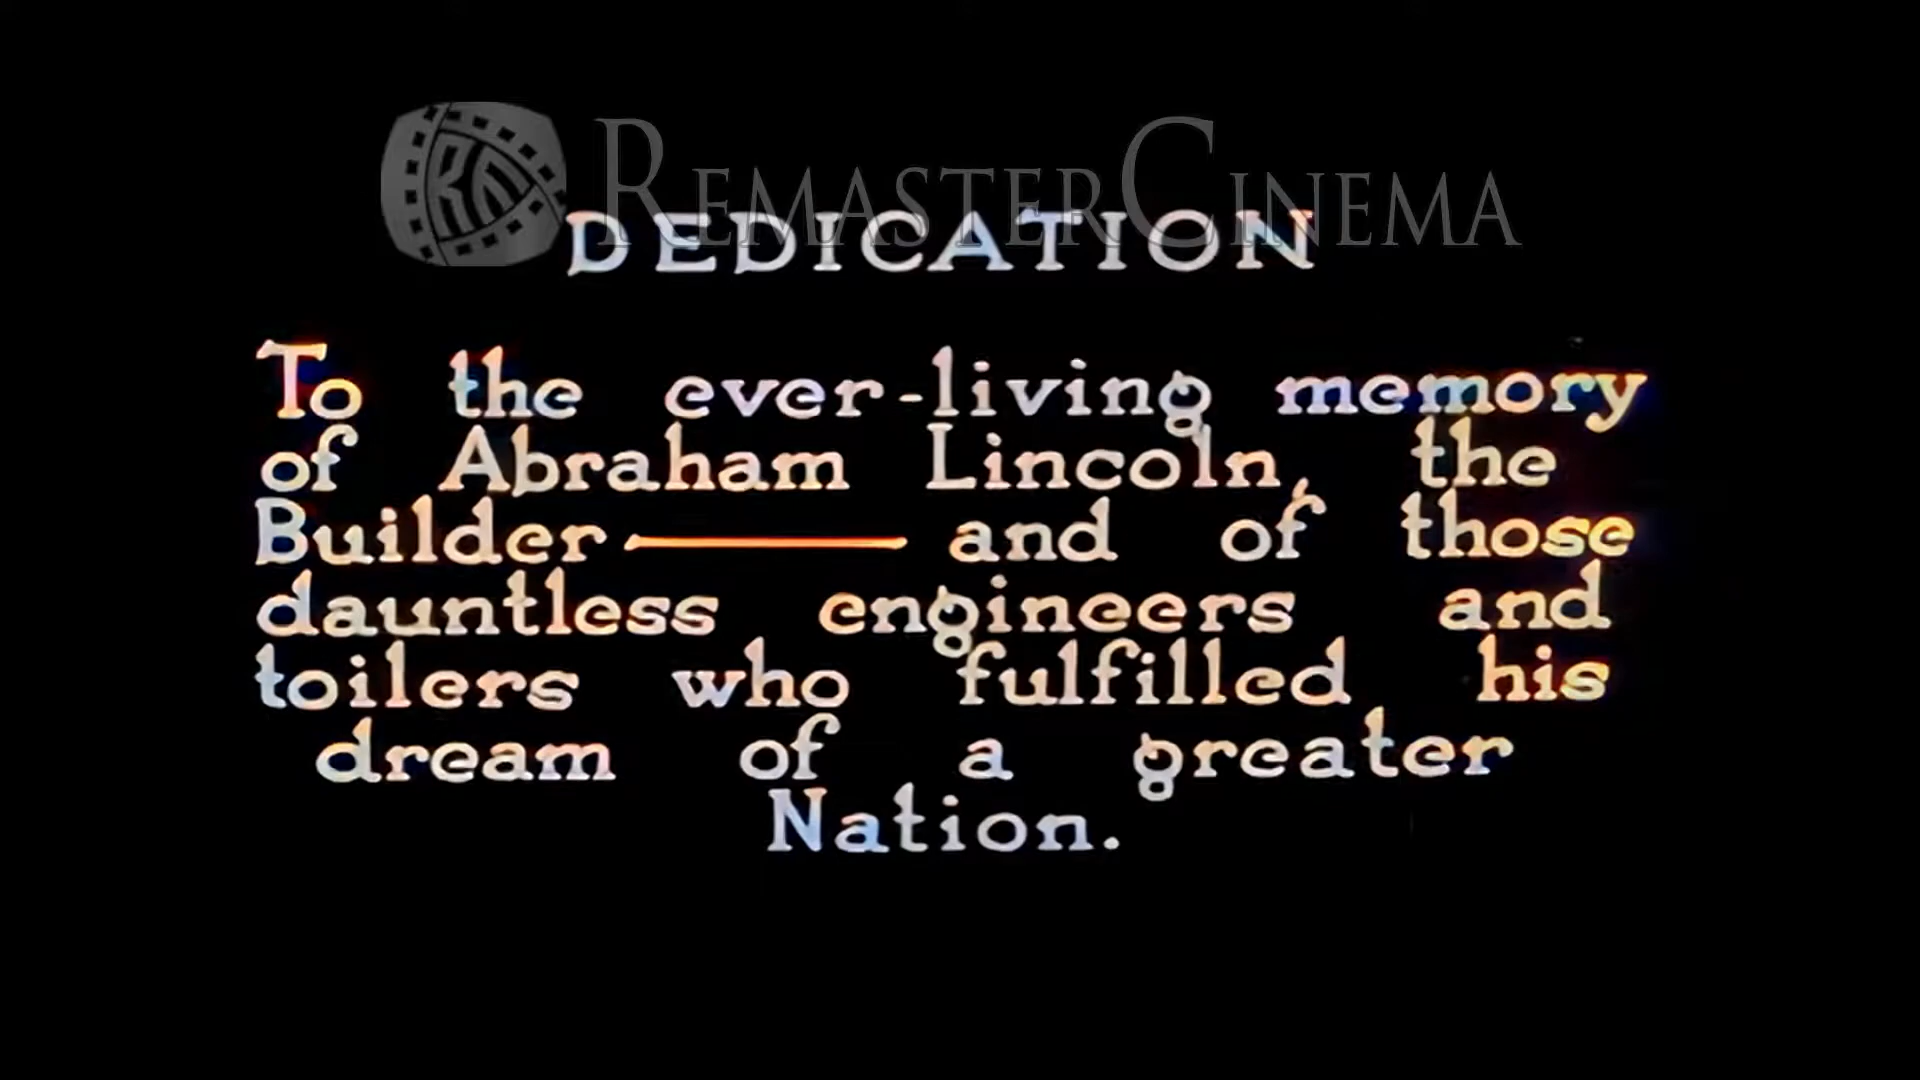 REMASTERCINEMA
DEDICATION
To the ever-living memory
of Abraham Lincoln, the
Builder—— and of those
dauntless engineers and
toilers who fulfilled his
dream of a greater
Nation.